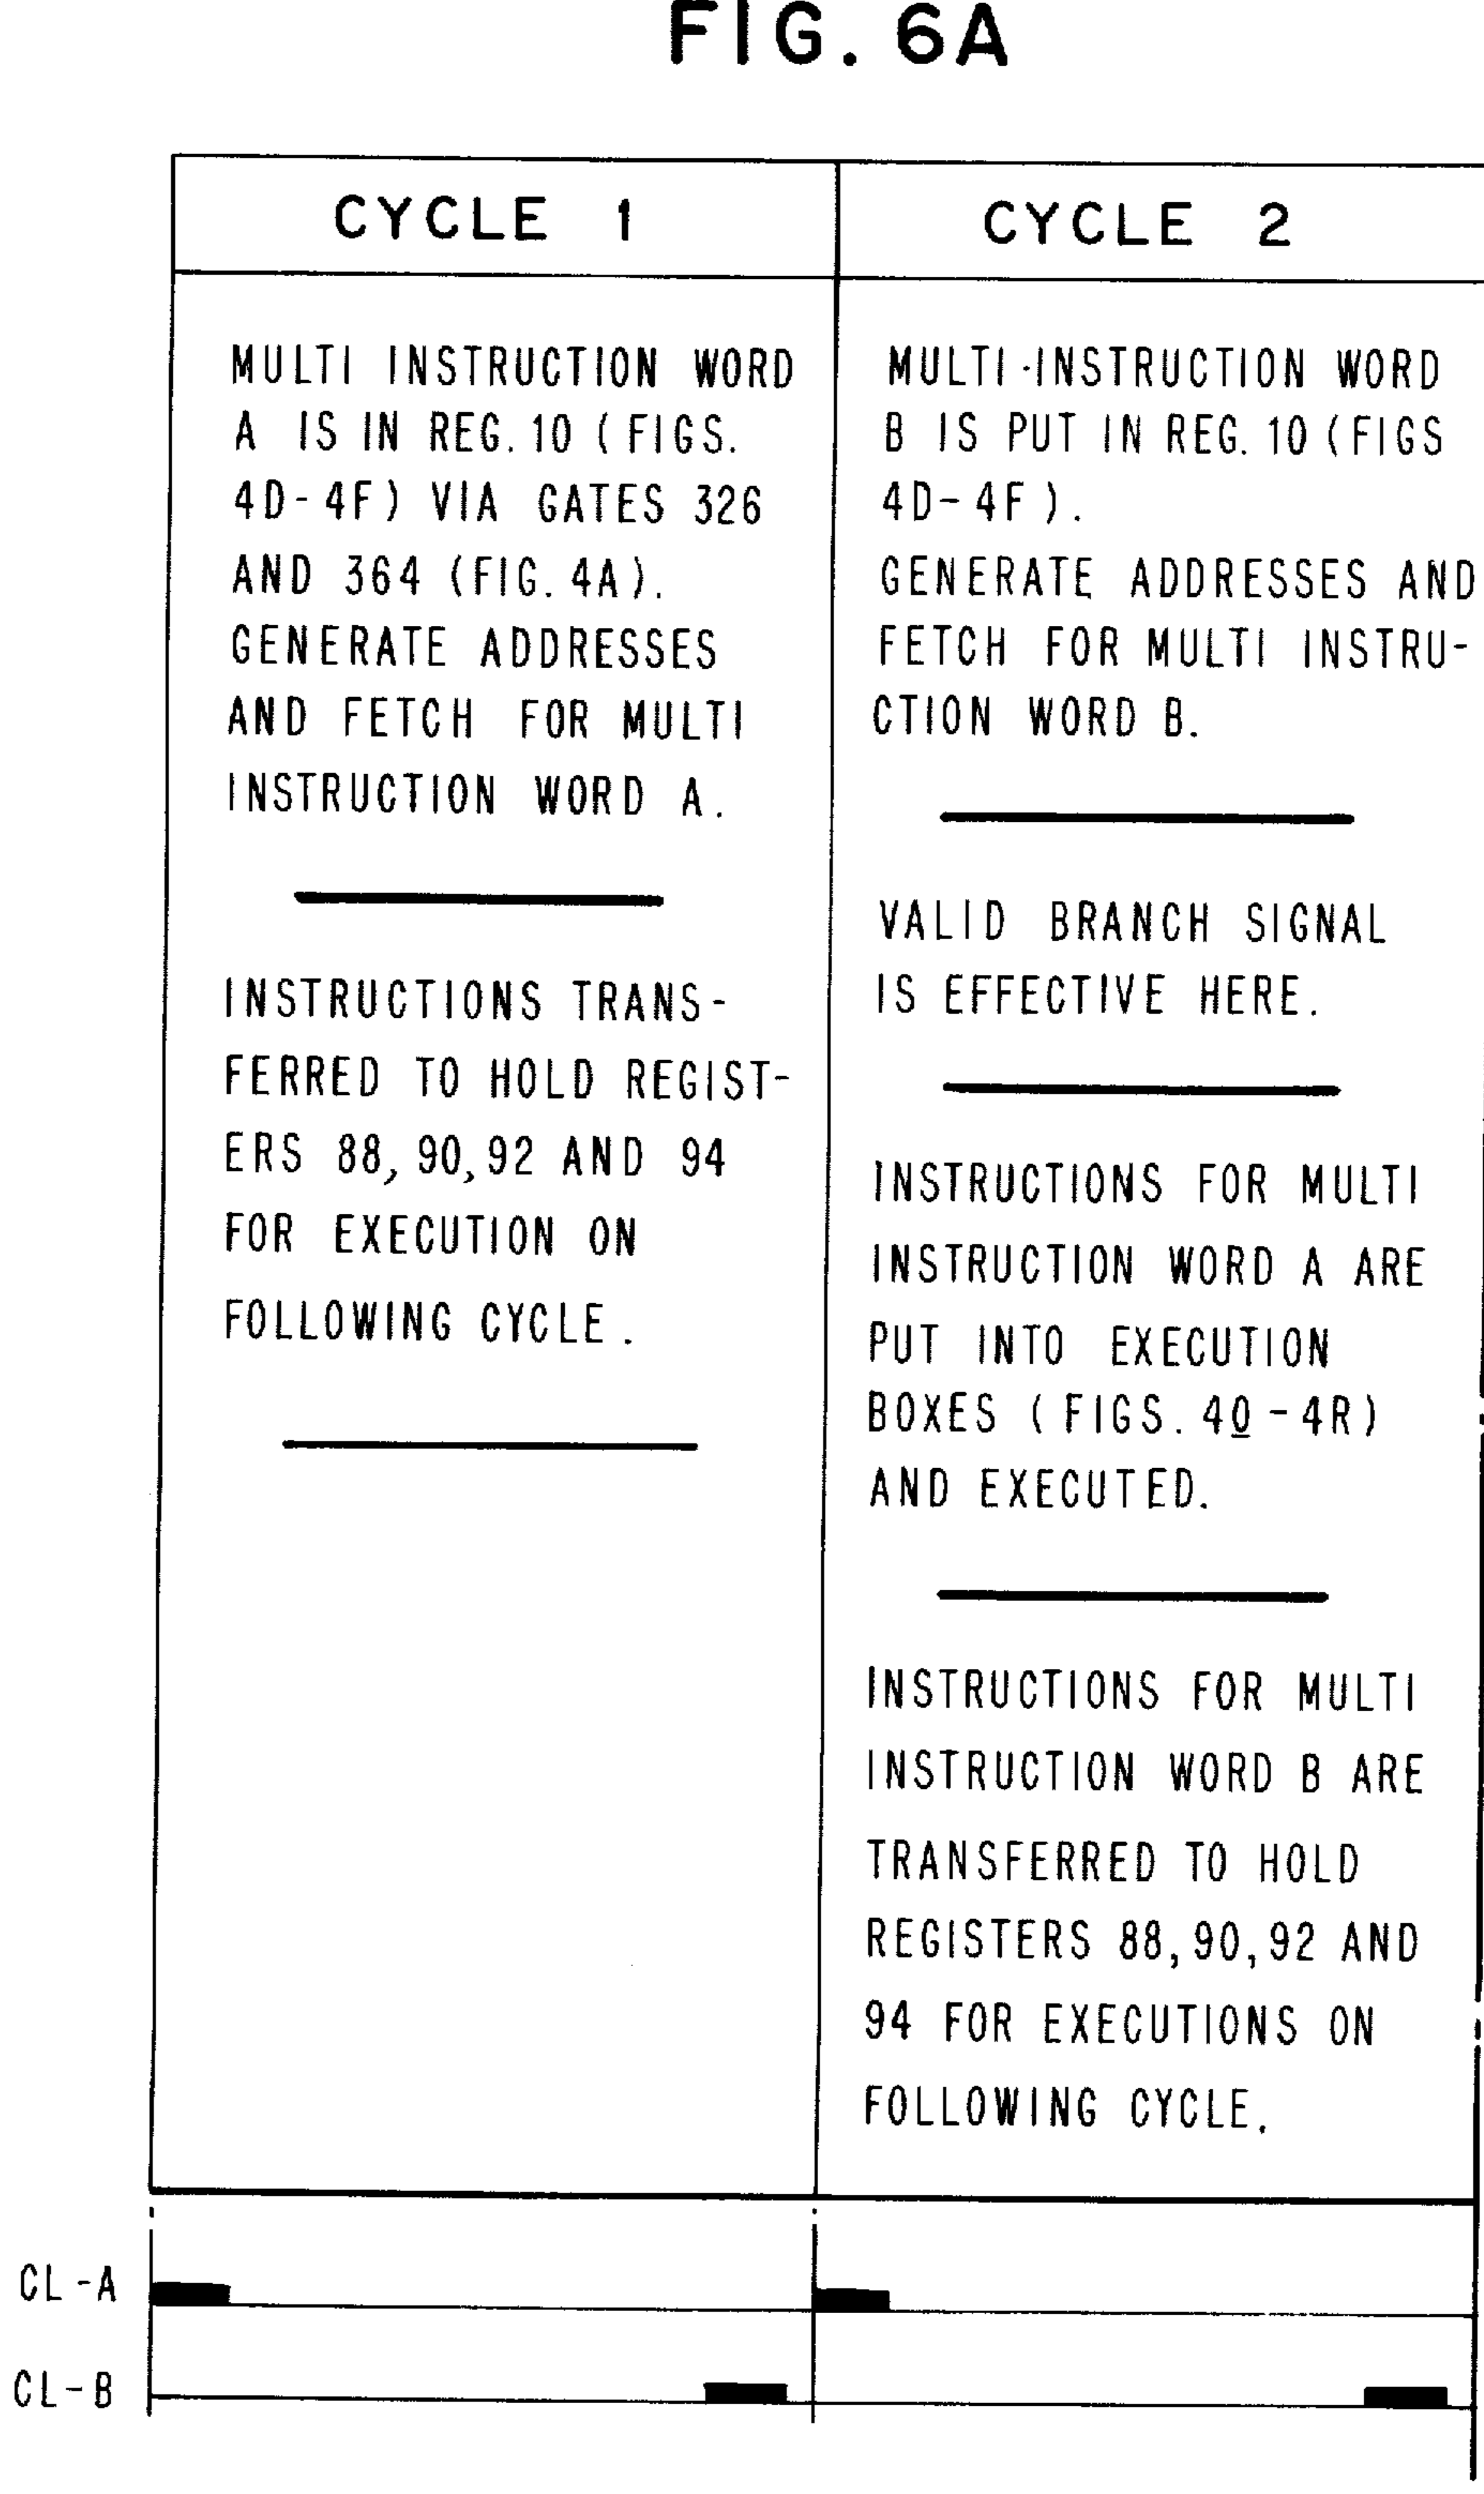 FIG. 6A
CYCLE 1
MULTI INSTRUCTION WORD
A IS IN REG. 10 (FIGS.
4D-4F) VIA GATES 326
AND 364 (FIG. 4A).
GENERATE ADDRESSES
AND FETCH FOR MULTI
INSTRUCTION WORD A.
INSTRUCTIONS TRANS-
FERRED TO HOLD REGIST-
ERS 88, 90, 92 AND 94
FOR EXECUTION ON
FOLLOWING CYCLE.
CYCLE 2
MULTI-INSTRUCTION WORD
B IS PUT IN REG. 10 (FIGS
4D-4F).
GENERATE ADDRESSES AND
FETCH FOR MULTI INSTRU-
CTION WORD B.
VALID BRANCH SIGNAL
IS EFFECTIVE HERE.
INSTRUCTIONS FOR MULTI
INSTRUCTION WORD A ARE
PUT INTO EXECUTION
BOXES (FIGS. 4O-4R)
AND EXECUTED.
INSTRUCTIONS FOR MULTI
INSTRUCTION WORD B ARE
TRANSFERRED TO HOLD
REGISTERS 88, 90, 92 AND
94 FOR EXECUTIONS ON
FOLLOWING CYCLE.
CL-A
CL-B